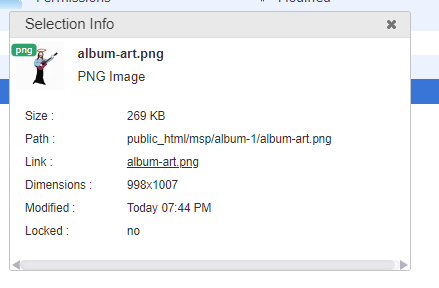 Permissions Modified
Selection Info
png
album-art.png
PNG Image
Size : 269 KB
Path : public_html/msp/album-1/album-art.png
Link : album-art.png
Dimensions : 998x1007
Modified : Today 07:44 PM
Locked : no